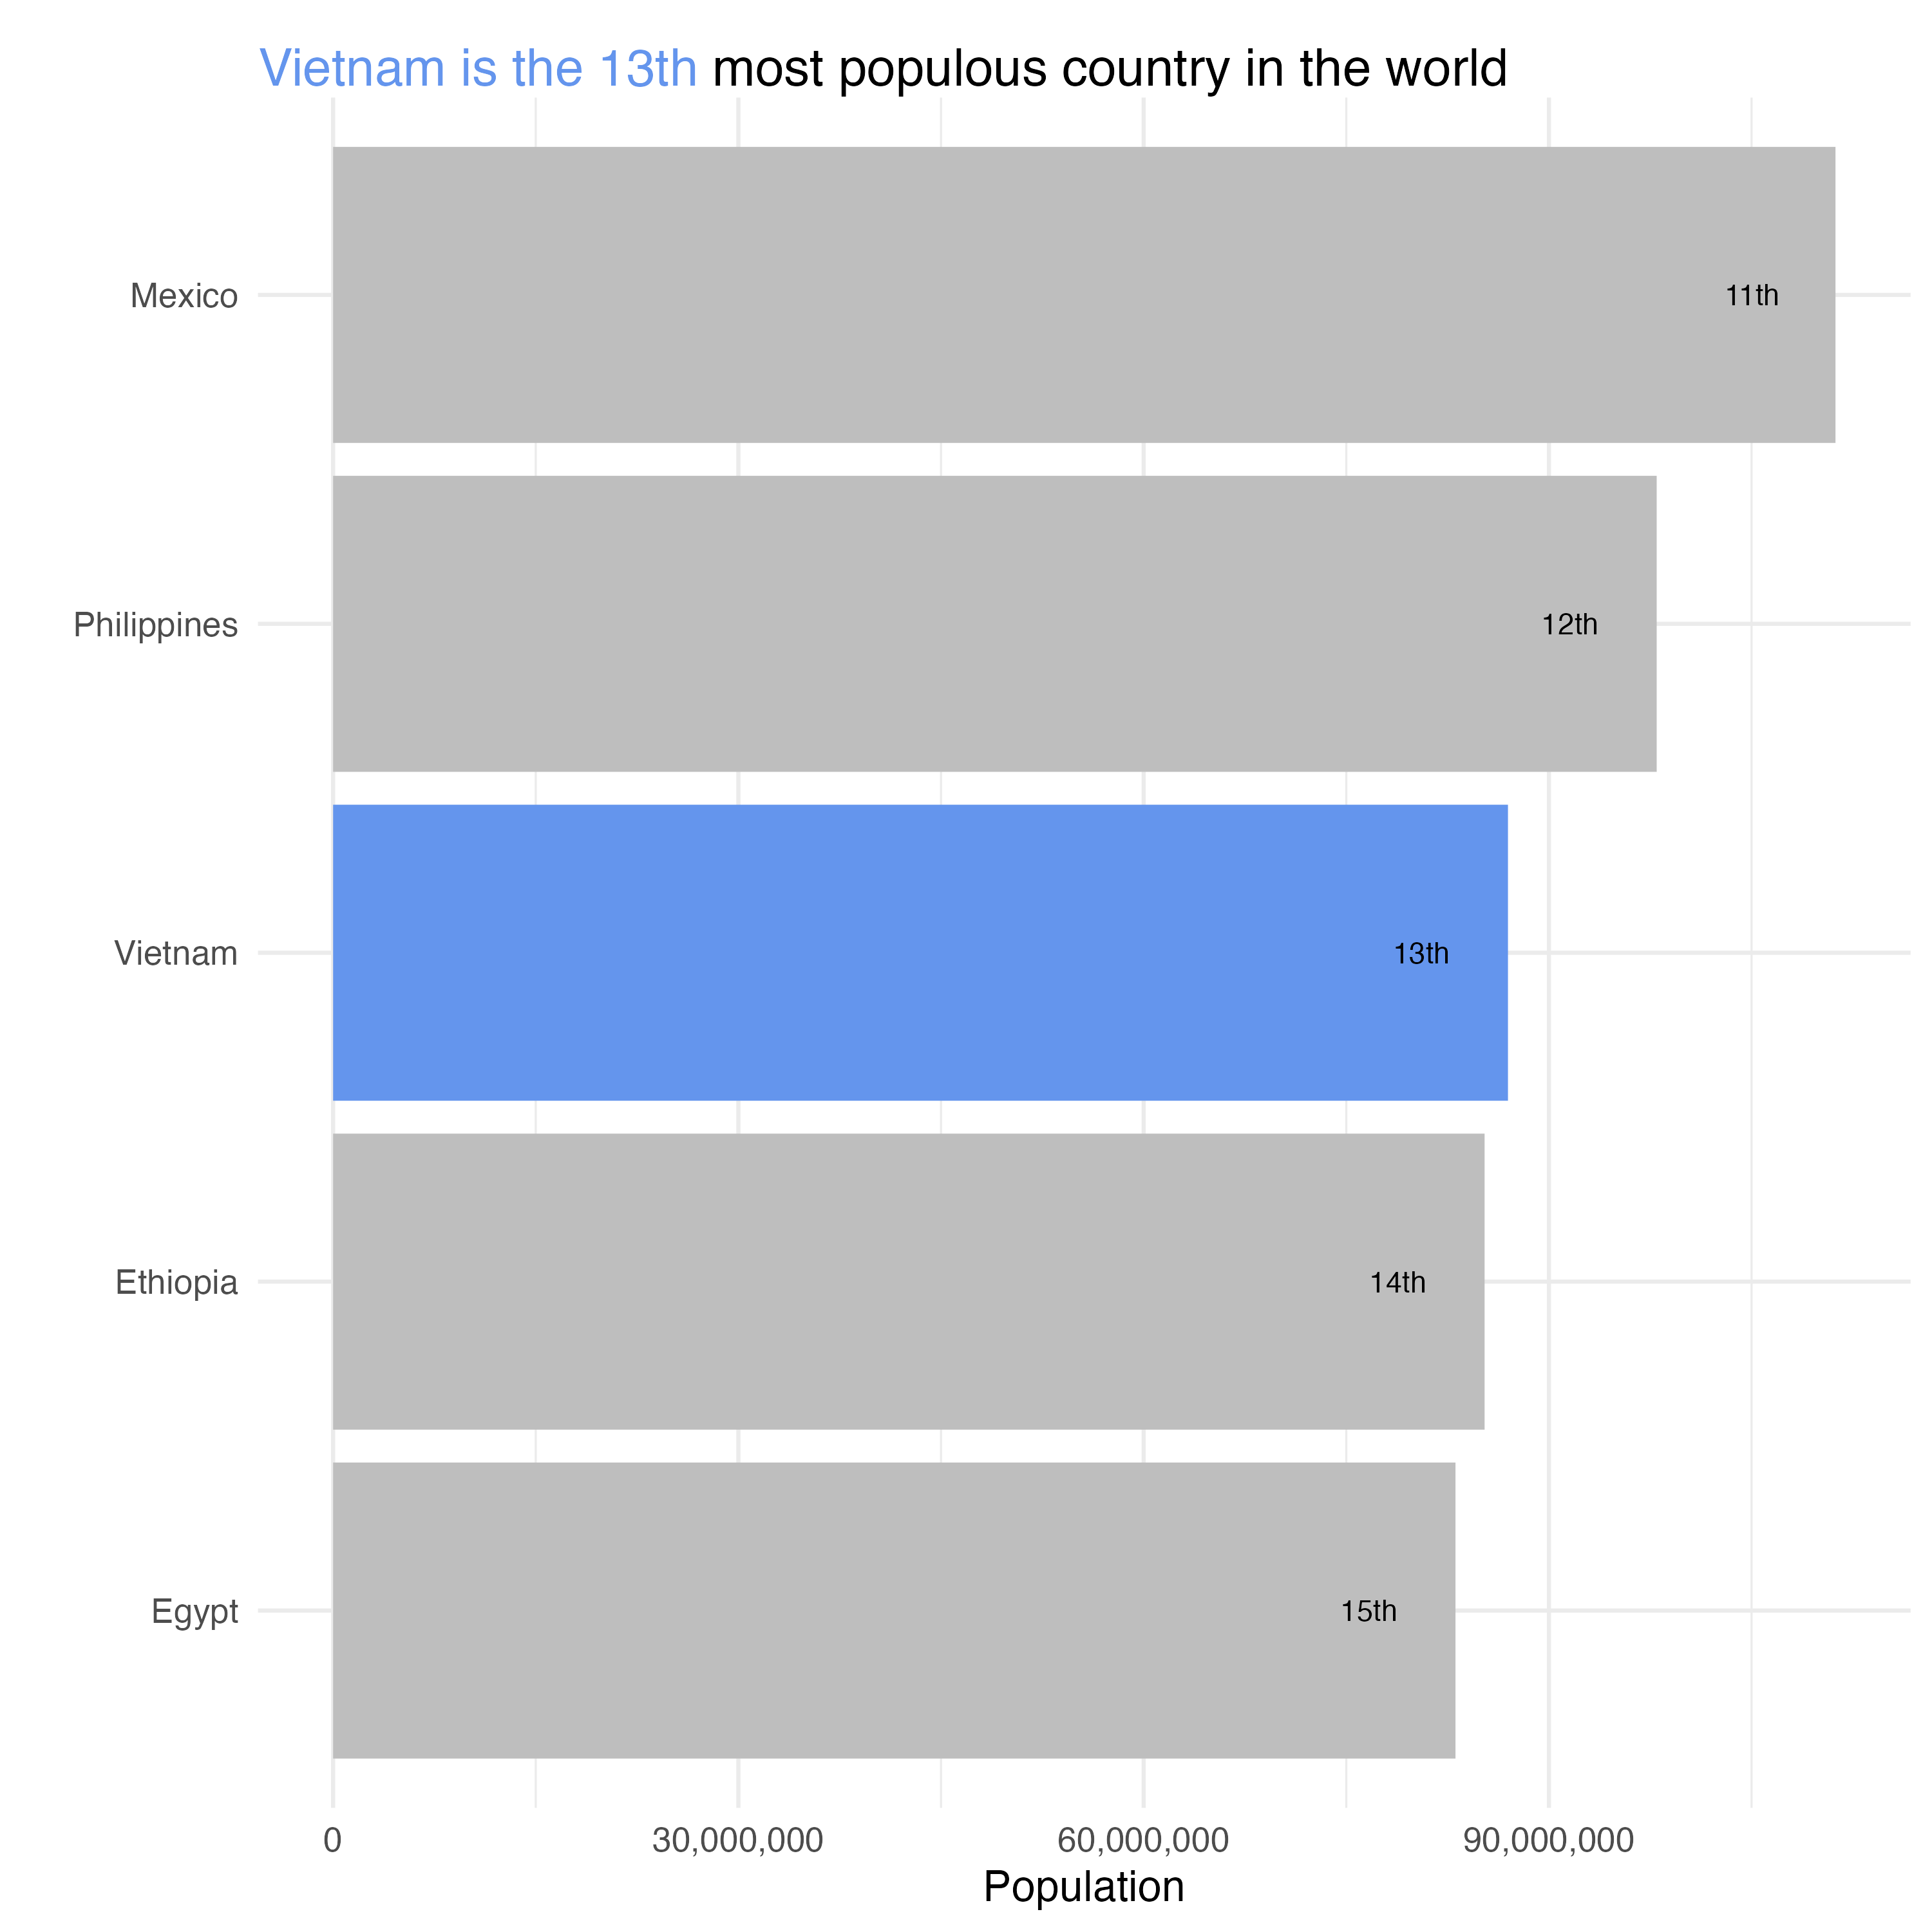 Vietnam is the 13th most populous country in the world
Mexico 11th
Philippines 12th
Vietnam 13th
Ethiopia 14th
Egypt 15th
0 30,000,000 60,000,000 90,000,000
Population